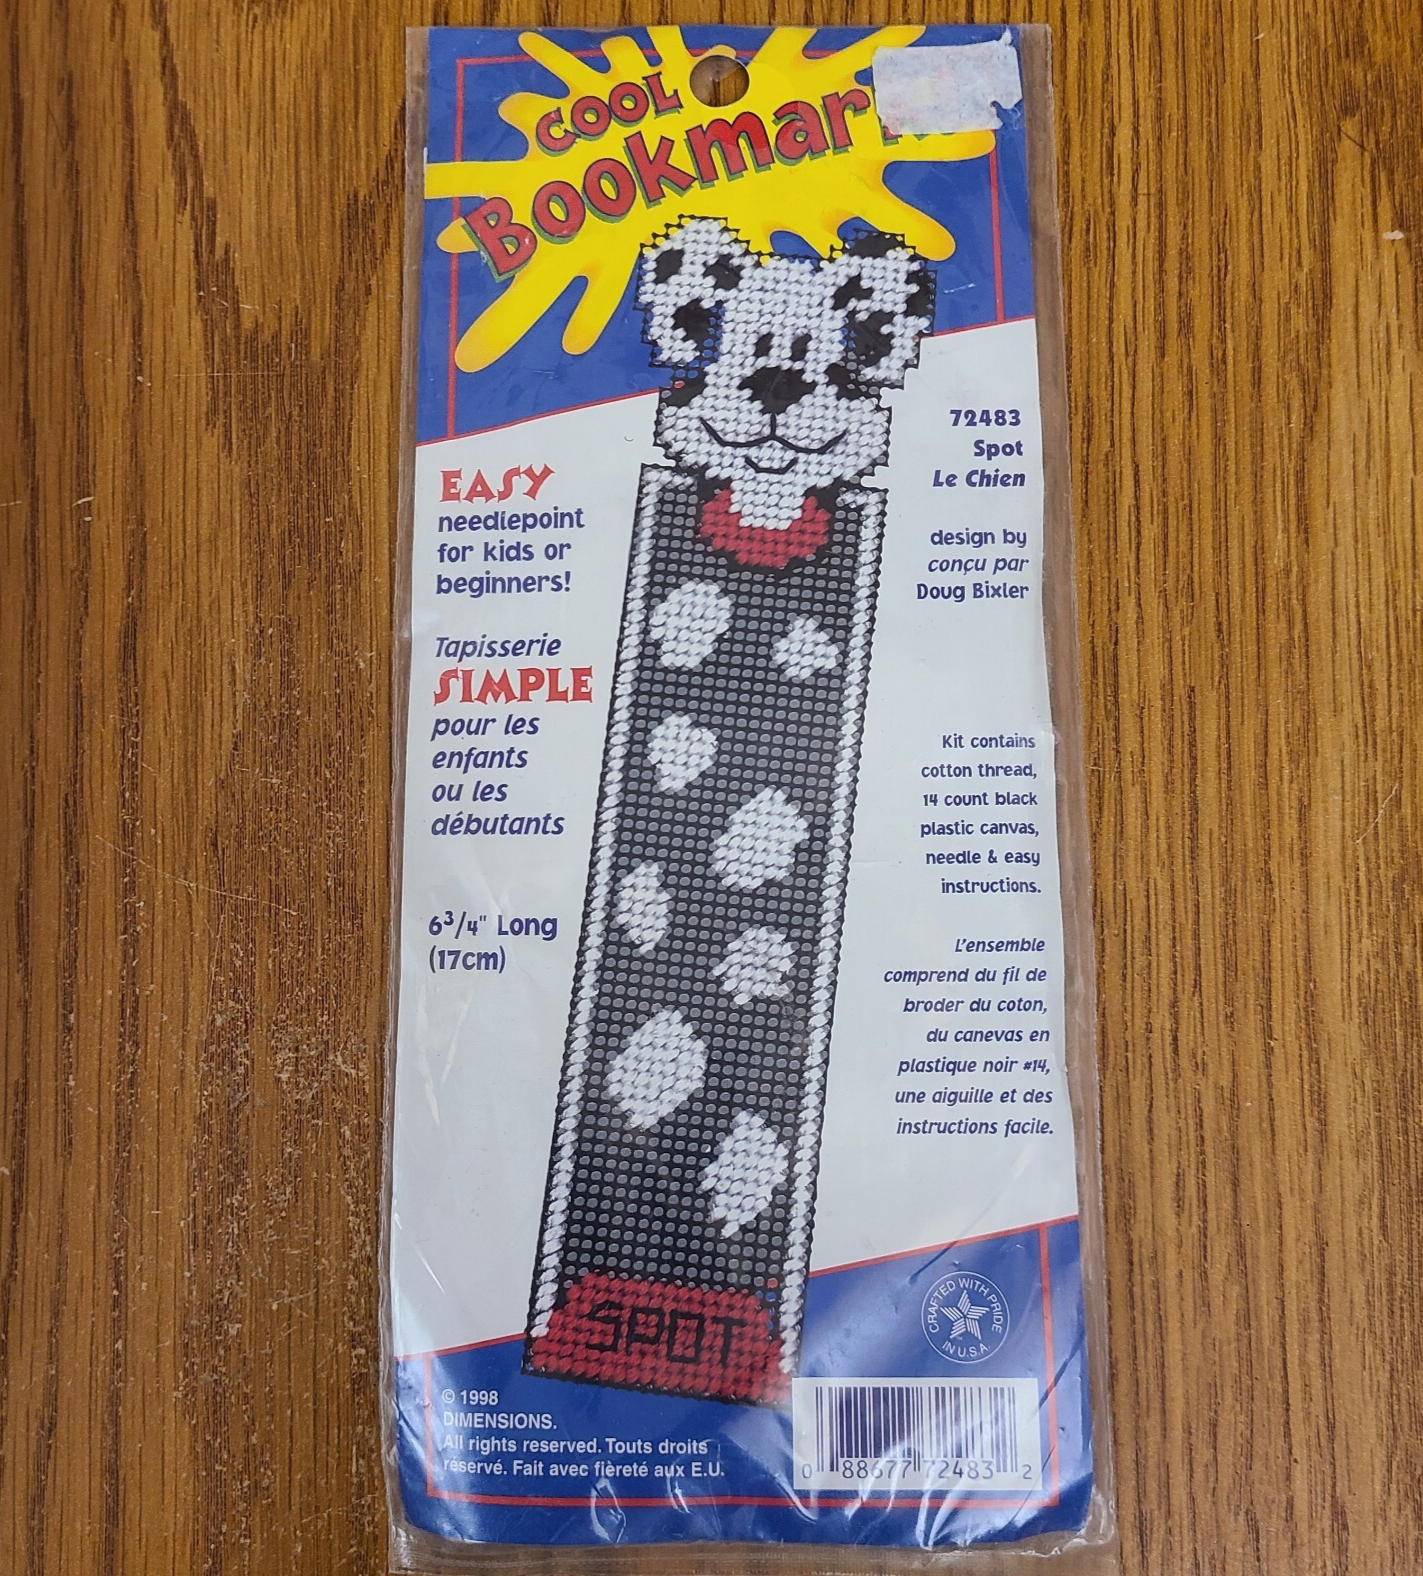 COOL
72483
Spot
Le Chien
EASY
needlepoint
for kids or
beginners!
design by
conçu par
Doug Bixler
Tapisserie
SIMPLE
pour les
enfants
ou les
débutants
6 3/4" Long
(17cm)
Kit contains
cotton thread,
14 count black
plastic canvas,
needle & easy
instructions.
L'ensemble
comprend du fil de
broder du coton,
du canevas en
plastique noir #14,
une aiguille et des
instructions facile.
SPOT
CRAFTED WITH PRIDE
IN U.S.A.
© 1998
DIMENSIONS.
All rights reserved. Touts droits
réservé. Fait avec fièreté aux E.U.
0 88677 72483 2